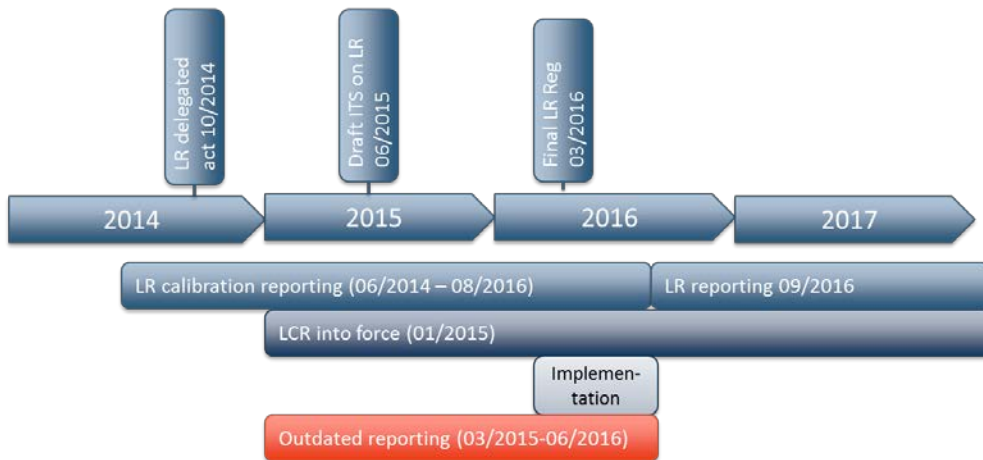 LR delegated
act 10/2014
Draft ITS on LR
06/2015
Final LR Reg
03/2016
2014
2015
2016
2017
LR calibration reporting (06/2014 – 08/2016)
LR reporting 09/2016
LCR into force (01/2015)
Implemen-
tation
Outdated reporting (03/2015-06/2016)